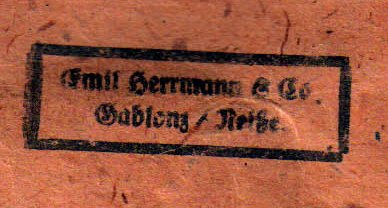 Emil Herrmann & Co.
Gablonz / Neiße.